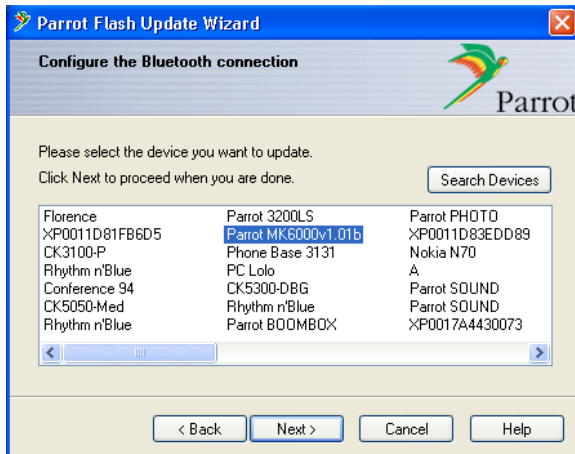 Parrot Flash Update Wizard
Configure the Bluetooth connection
Parrot
Please select the device you want to update.
Click Next to proceed when you are done.
Search Devices
Florence Parrot 3200LS Parrot PHOTO
XP0011D81FB6D5 Parrot MK6000v1.01b XP0011D83EDD89
CK3100-P Phone Base 3131 Nokia N70
Rhythm n'Blue PC Lolo A
Conference 94 CK5300-DBG Parrot SOUND
CK5050-Med Rhythm n'Blue Parrot SOUND
Rhythm n'Blue Parrot BOOMBOX XP0017A4430073
< Back Next > Cancel Help